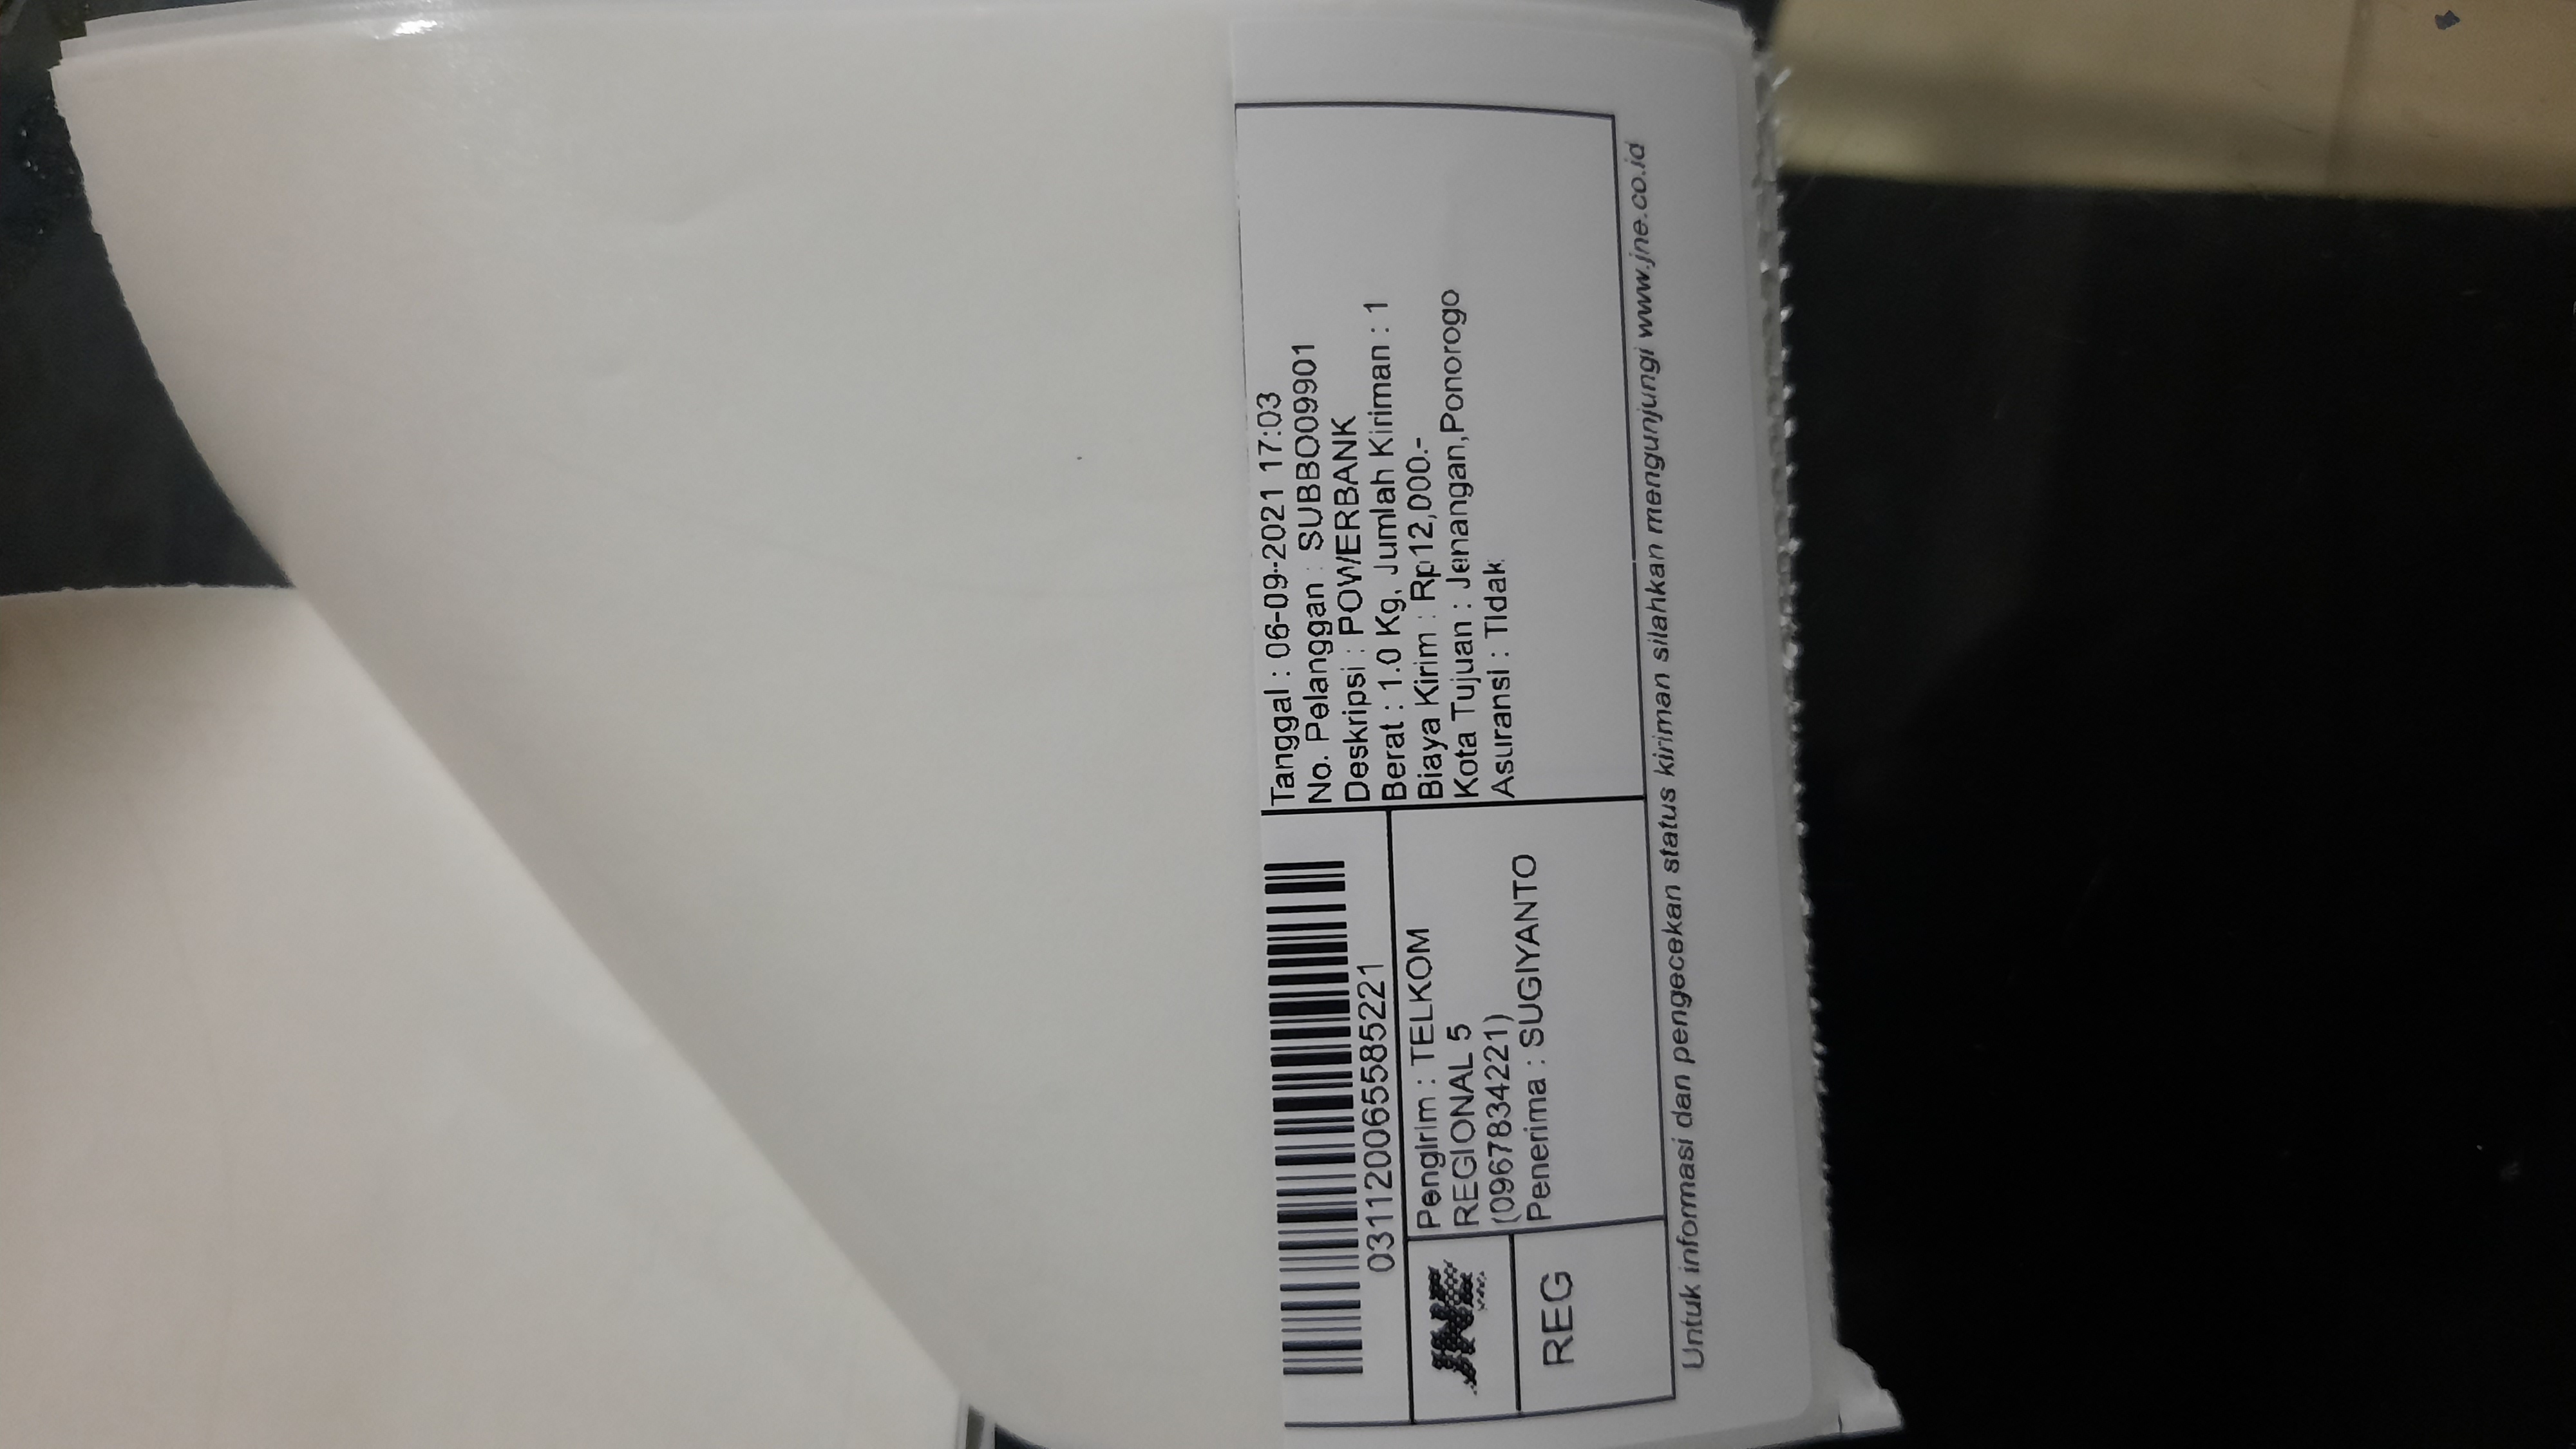 031120065585221
JNE
REG
Pengirim : TELKOM
REGIONAL 5
(0967834221)
Penerima : SUGIYANTO
Tanggal : 06-09-2021 17:03
No. Pelanggan : SUBBO09901
Deskripsi : POWERBANK
Berat : 1.0 Kg, Jumlah Kiriman : 1
Biaya Kirim : Rp12,000.-
Kota Tujuan : Jenangan,Ponorogo
Asuransi : Tidak
Untuk informasi dan pengecekan status kiriman silahkan mengunjungi www.jne.co.id